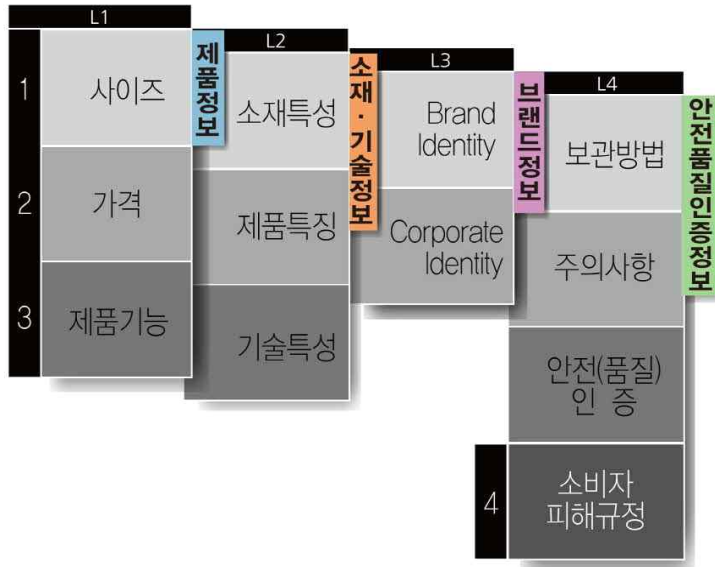 L1
1
사이즈
2
가격
3
제품기능
제품정보
L2
소재특성
제품특징
기술특성
소재·기술정보
L3
Brand
Identity
Corporate
Identity
브랜드정보
L4
보관방법
주의사항
안전(품질)
인 증
4
소비자
피해규정
안전품질인증정보